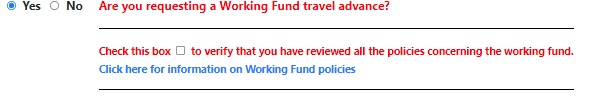 Yes No Are you requesting a Working Fund travel advance?
Check this box to verify that you have reviewed all the policies concerning the working fund.
Click here for information on Working Fund policies